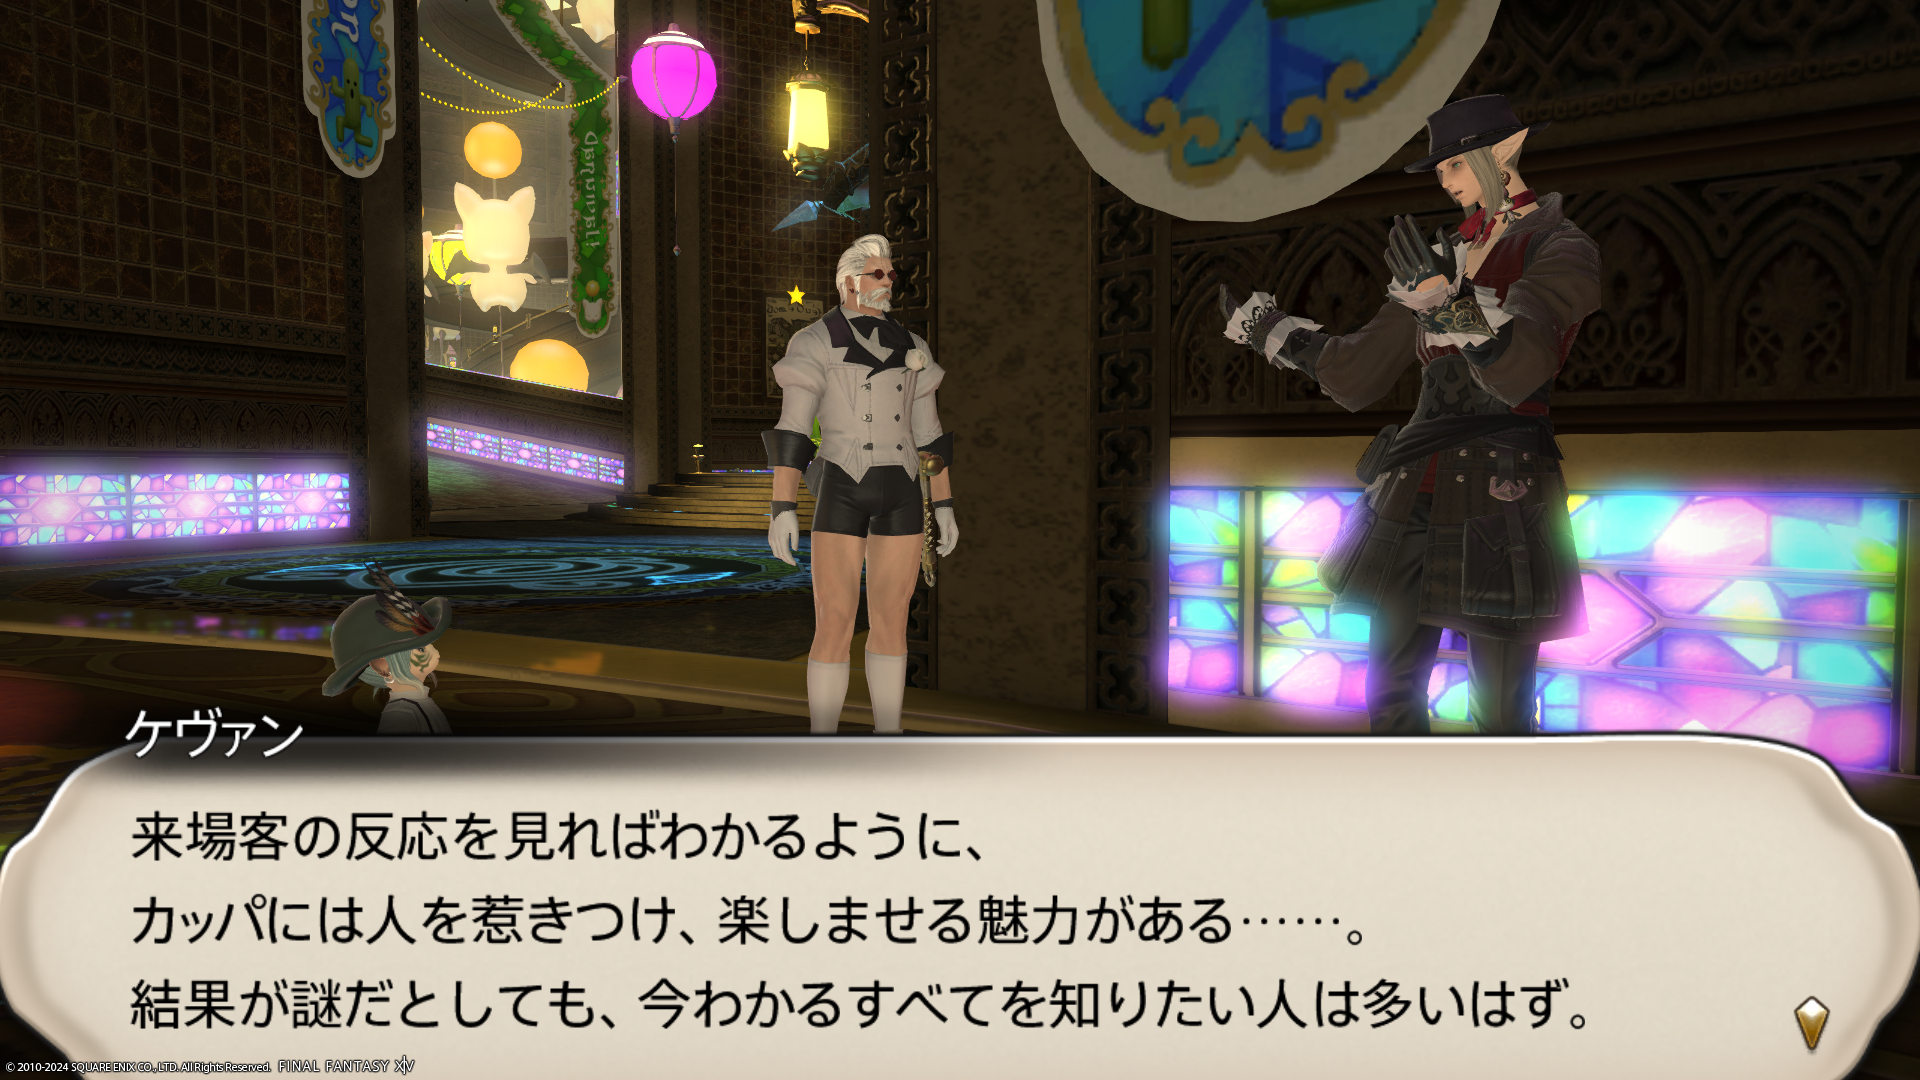 ケヴァン
来場客の反応を見ればわかるように、
カッパには人を惹きつけ、楽しませる魅力がある……。
結果が謎だとしても、今わかるすべてを知りたい人は多いはず。
© 2010-2024 SQUARE ENIX CO., LTD. All Rights Reserved. FINAL FANTASY XIV